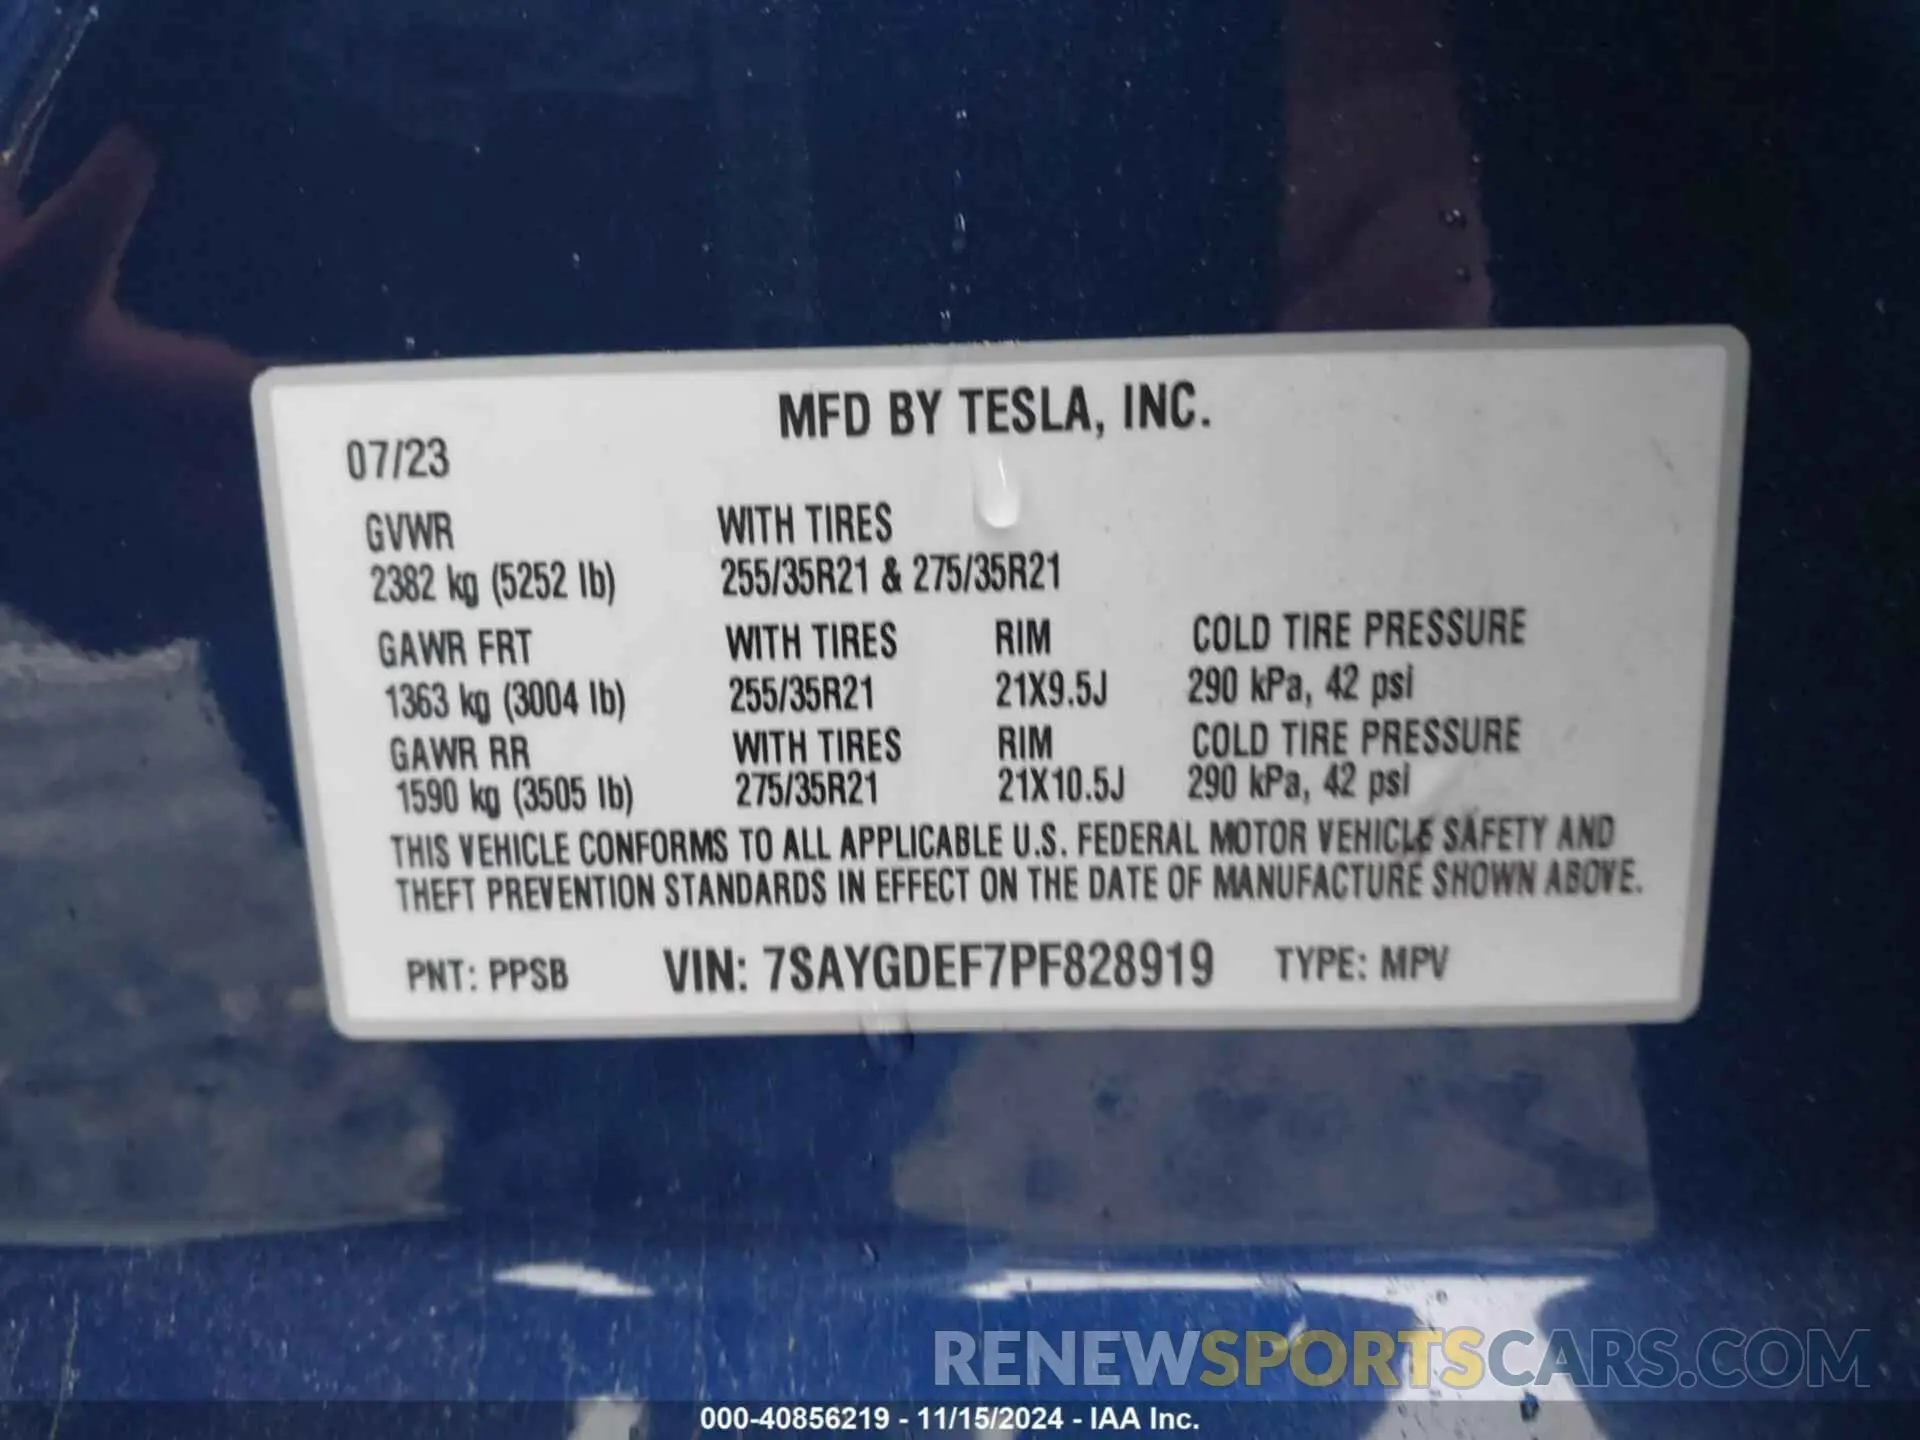 MFD BY TESLA, INC.
07/23
GVWR WITH TIRES
2382 kg (5252 lb) 255/35R21 & 275/35R21
GAWR FRT WITH TIRES RIM COLD TIRE PRESSURE
1363 kg (3004 lb) 255/35R21 21X9.5J 290 kPa, 42 psi
GAWR RR WITH TIRES RIM COLD TIRE PRESSURE
1590 kg (3505 lb) 275/35R21 21X10.5J 290 kPa, 42 psi
THIS VEHICLE CONFORMS TO ALL APPLICABLE U.S. FEDERAL MOTOR VEHICLE SAFETY AND
THEFT PREVENTION STANDARDS IN EFFECT ON THE DATE OF MANUFACTURE SHOWN ABOVE.
PNT: PPSB VIN: 7SAYGDEF7PF828919 TYPE: MPV
RENEWSPORTSCARS.COM
000-40856219 - 11/15/2024 - IAA Inc.